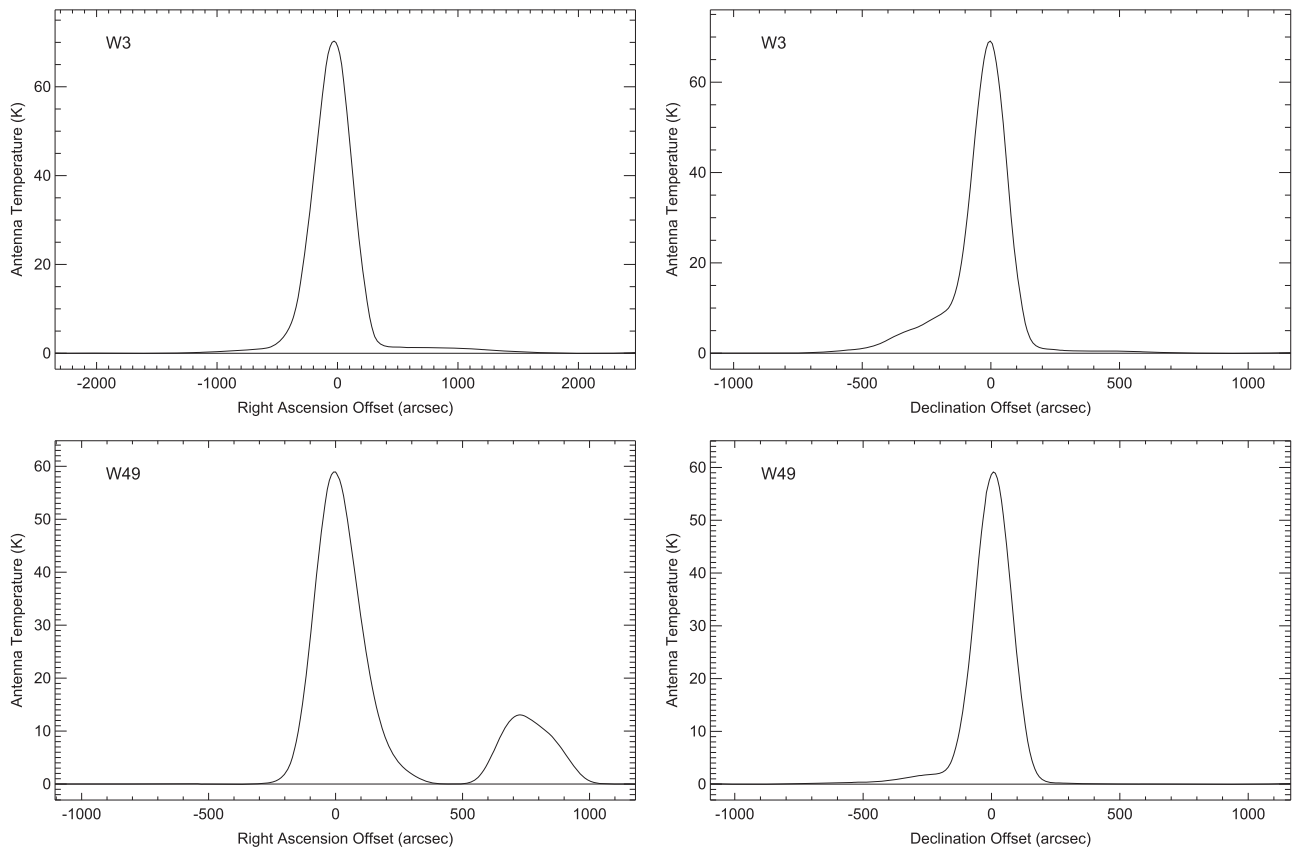 W3
Antenna Temperature (K)
60
40
20
0
-2000 -1000 0 1000 2000
Right Ascension Offset (arcsec)
W3
Antenna Temperature (K)
60
40
20
0
-1000 -500 0 500 1000
Declination Offset (arcsec)
W49
Antenna Temperature (K)
60
50
40
30
20
10
0
-1000 -500 0 500 1000
Right Ascension Offset (arcsec)
W49
Antenna Temperature (K)
60
50
40
30
20
10
0
-1000 -500 0 500 1000
Declination Offset (arcsec)